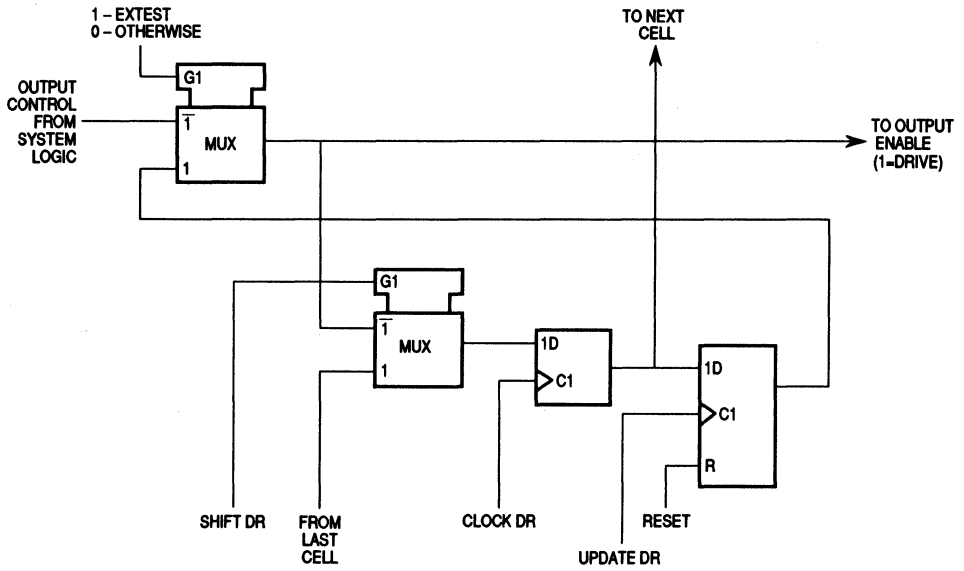 1 – EXTEST
0 – OTHERWISE
TO NEXT
CELL
G1
OUTPUT
CONTROL
FROM
SYSTEM
LOGIC
1
MUX
1
TO OUTPUT
ENABLE
(1=DRIVE)
G1
1
MUX
1
1D
C1
1D
C1
R
SHIFT DR
FROM
LAST
CELL
CLOCK DR
RESET
UPDATE DR